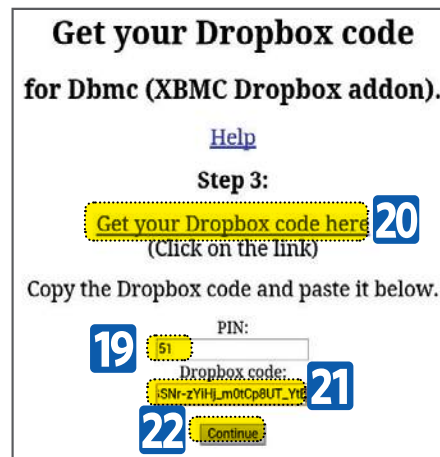 Get your Dropbox code
for Dbmc (XBMC Dropbox addon).
Help
Step 3:
Get your Dropbox code here 20
(Click on the link)
Copy the Dropbox code and paste it below.
PIN:
19 51
Dropbox code:
SNr-zYiHj_m0tCp8UT_Yt 21
22 Continue